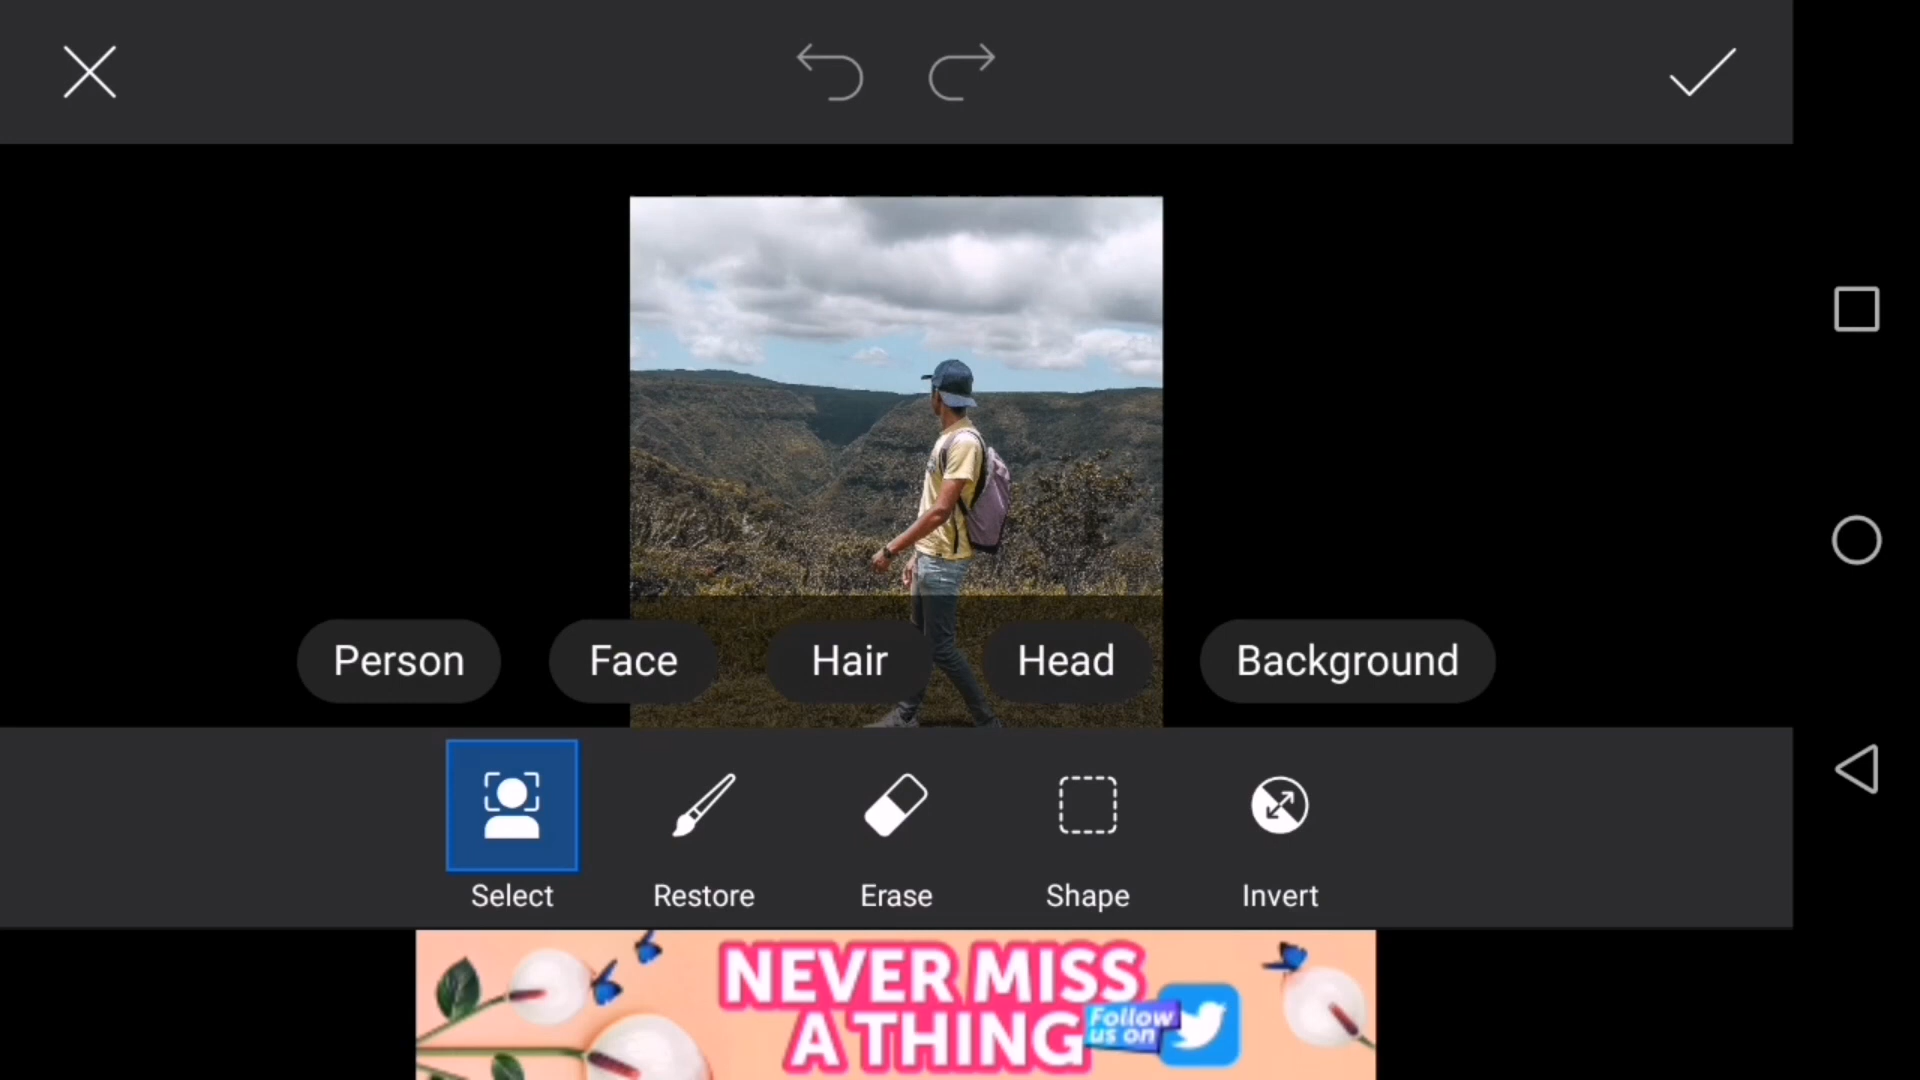 Person Face Hair Head Background
Select Restore Erase Shape Invert
NEVER MISS
A THING
Follow
us on